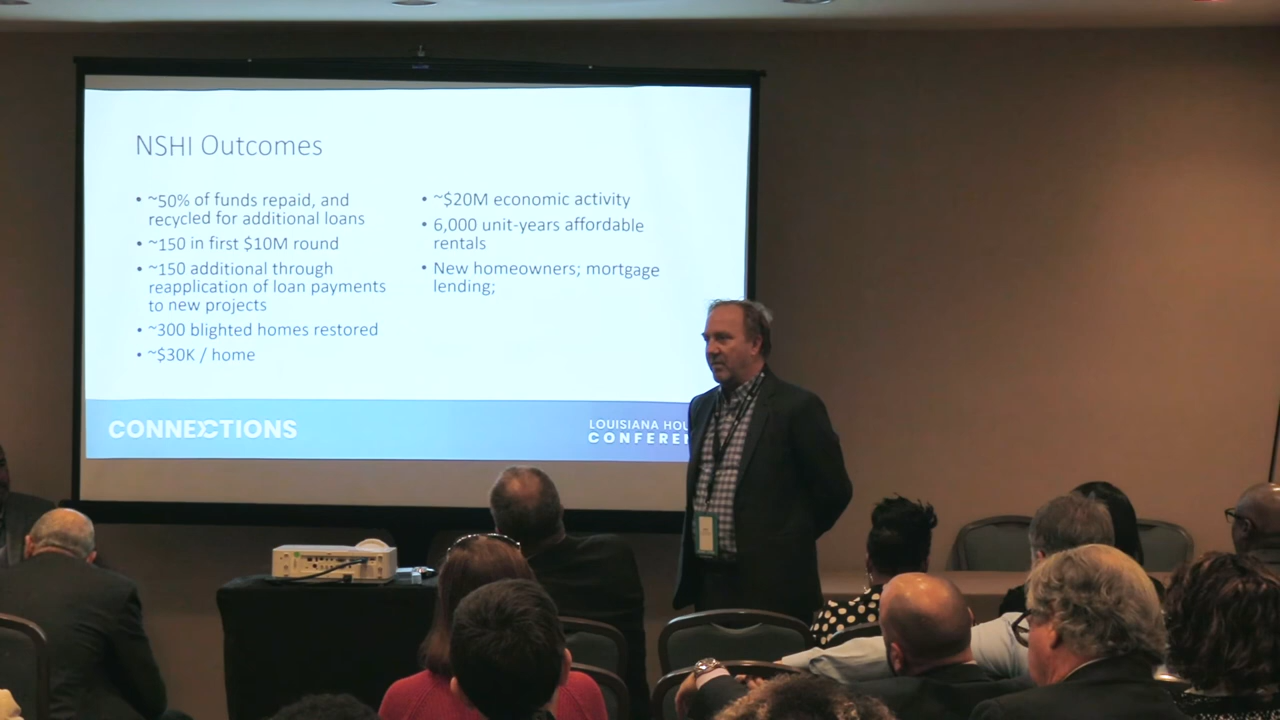 NSHI Outcomes
• ~50% of funds repaid, and
recycled for additional loans
• ~150 in first $10M round
• ~150 additional through
reapplication of loan payments
to new projects
• ~300 blighted homes restored
• ~$30K / home
• ~$20M economic activity
• 6,000 unit-years affordable
rentals
• New homeowners; mortgage
lending;
CONNECTIONS
LOUISIANA HOU
CONFEREN